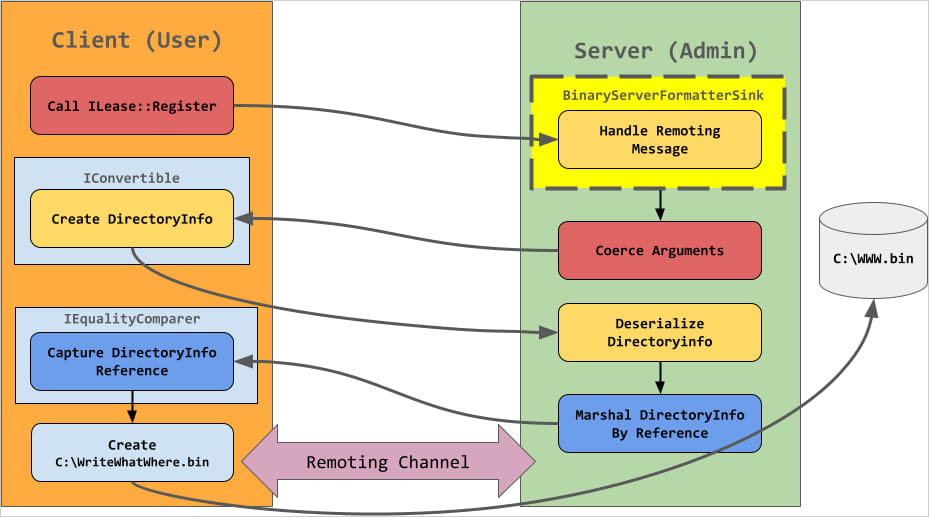 Client (User)
Call ILease::Register
IConvertible
Create DirectoryInfo
IEqualityComparer
Capture DirectoryInfo
Reference
Create
C:\WriteWhatWhere.bin
Remoting Channel
Server (Admin)
BinaryServerFormatterSink
Handle Remoting
Message
Coerce Arguments
Deserialize
Directoryinfo
Marshal DirectoryInfo
By Reference
C:\WWW.bin